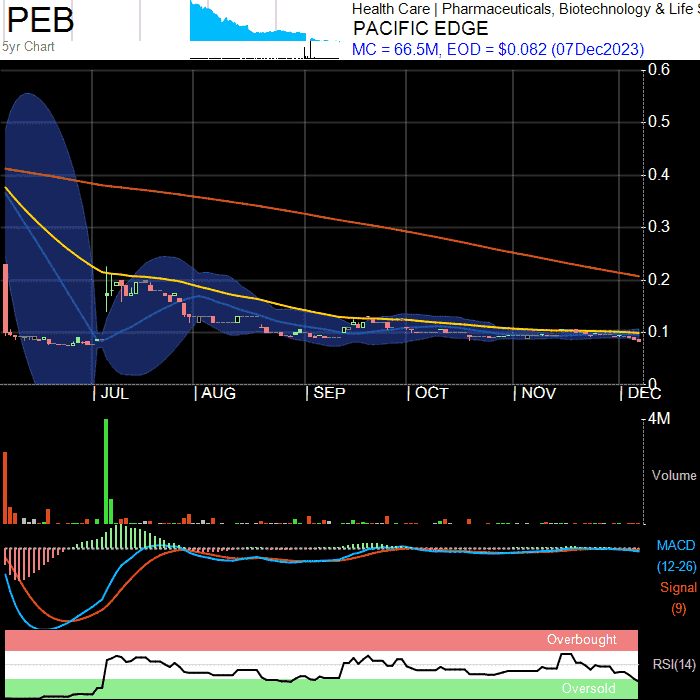 PEB
5yr Chart
Health Care | Pharmaceuticals, Biotechnology & Life S
PACIFIC EDGE
MC = 66.5M, EOD = $0.082 (07Dec2023)
0.6
0.5
0.4
0.3
0.2
0.1
0
| JUL | AUG | SEP | OCT | NOV | DEC
4M
Volume
MACD
(12-26)
Signal
(9)
Overbought
RSI(14)
Oversold